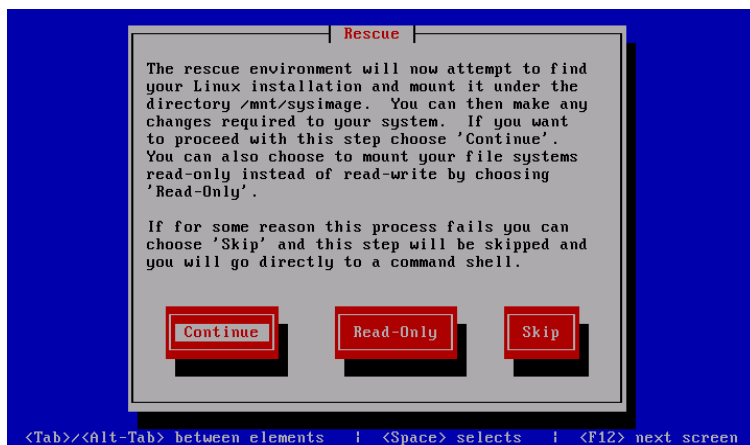 Rescue
The rescue environment will now attempt to find
your Linux installation and mount it under the
directory /mnt/sysimage.  You can then make any
changes required to your system.  If you want
to proceed with this step choose 'Continue'.
You can also choose to mount your file systems
read-only instead of read-write by choosing
'Read-Only'.
If for some reason this process fails you can
choose 'Skip' and this step will be skipped and
you will go directly to a command shell.
Continue Read-Only Skip
<Tab>/<Alt-Tab> between elements | <Space> selects | <F12> next screen